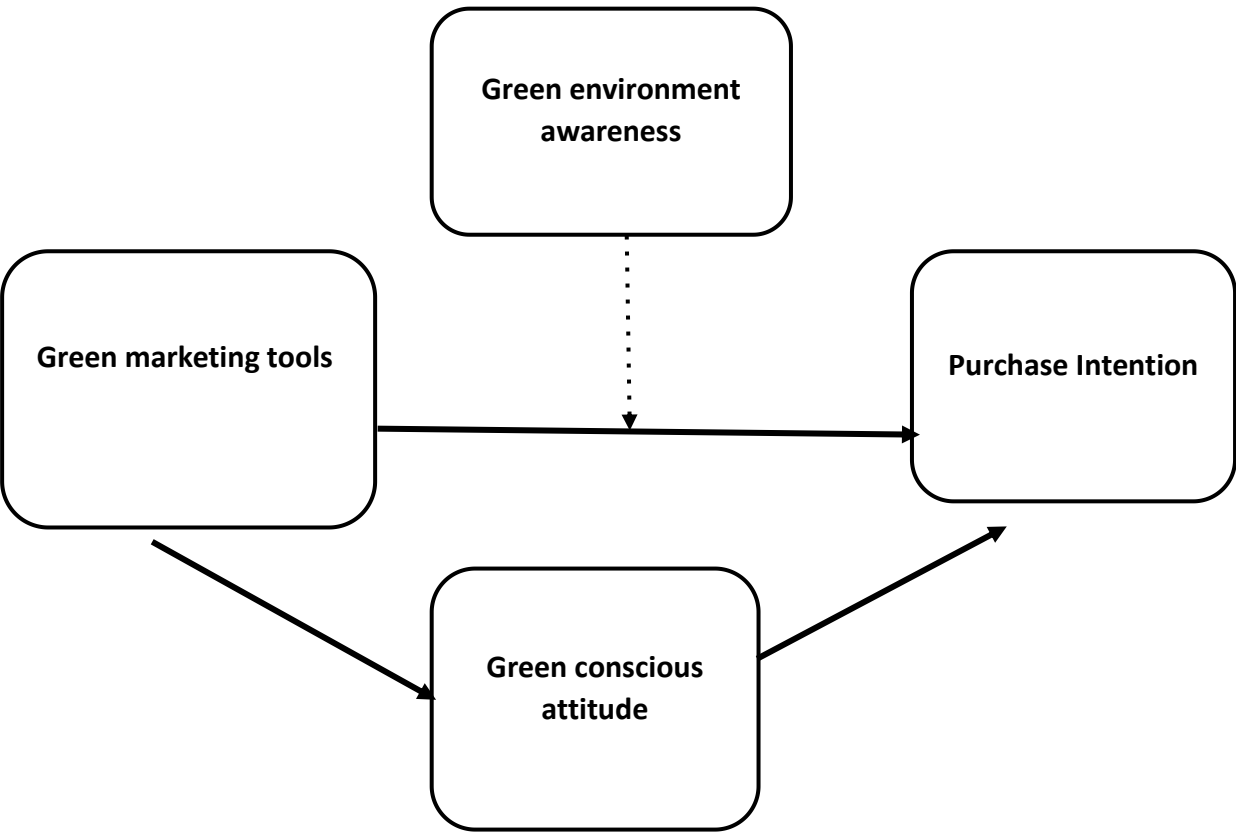 Green environment
awareness
Green marketing tools
Purchase Intention
Green conscious
attitude